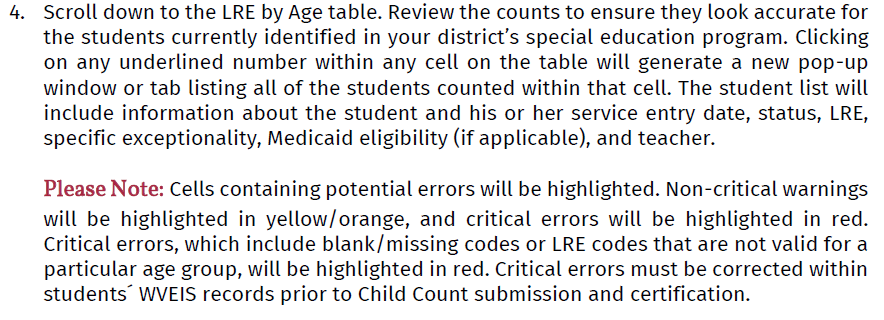 4. Scroll down to the LRE by Age table. Review the counts to ensure they look accurate for
the students currently identified in your district’s special education program. Clicking
on any underlined number within any cell on the table will generate a new pop-up
window or tab listing all of the students counted within that cell. The student list will
include information about the student and his or her service entry date, status, LRE,
specific exceptionality, Medicaid eligibility (if applicable), and teacher.
Please Note: Cells containing potential errors will be highlighted. Non-critical warnings
will be highlighted in yellow/orange, and critical errors will be highlighted in red.
Critical errors, which include blank/missing codes or LRE codes that are not valid for a
particular age group, will be highlighted in red. Critical errors must be corrected within
students´ WVEIS records prior to Child Count submission and certification.